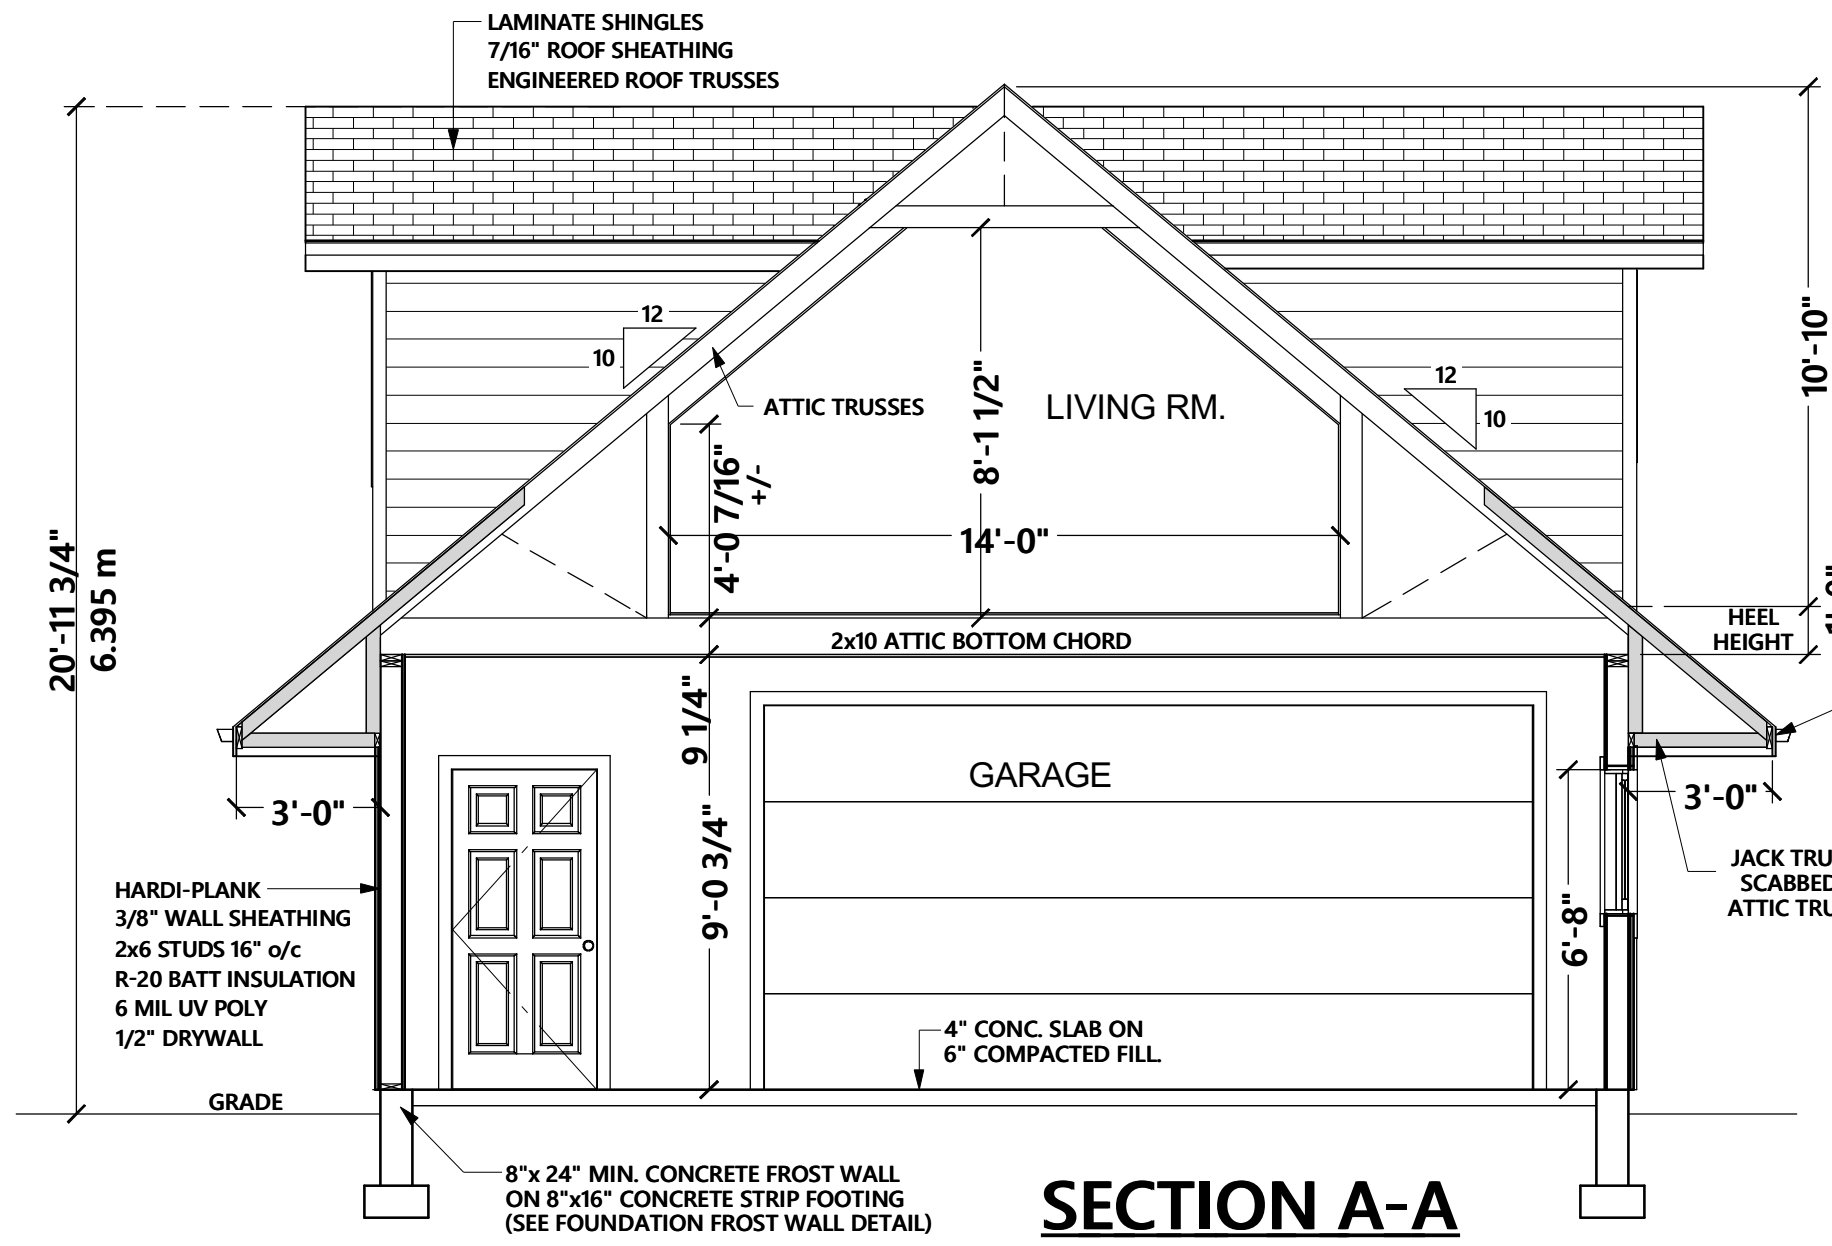 LAMINATE SHINGLES
7/16" ROOF SHEATHING
ENGINEERED ROOF TRUSSES
12
10
12
10
ATTIC TRUSSES
LIVING RM.
10'-10"
8'-1 1/2"
4'-0 7/16"
+/-
14'-0"
20'-11 3/4"
6.395 m
2x10 ATTIC BOTTOM CHORD
HEEL
HEIGHT
9 1/4"
GARAGE
3'-0"
3'-0"
9'-0 3/4"
6'-8"
JACK TRU
SCABBED
ATTIC TRU
HARDI-PLANK
3/8" WALL SHEATHING
2x6 STUDS 16" o/c
R-20 BATT INSULATION
6 MIL UV POLY
1/2" DRYWALL
4" CONC. SLAB ON
6" COMPACTED FILL.
GRADE
8"x 24" MIN. CONCRETE FROST WALL
ON 8"x16" CONCRETE STRIP FOOTING
(SEE FOUNDATION FROST WALL DETAIL)
SECTION A-A